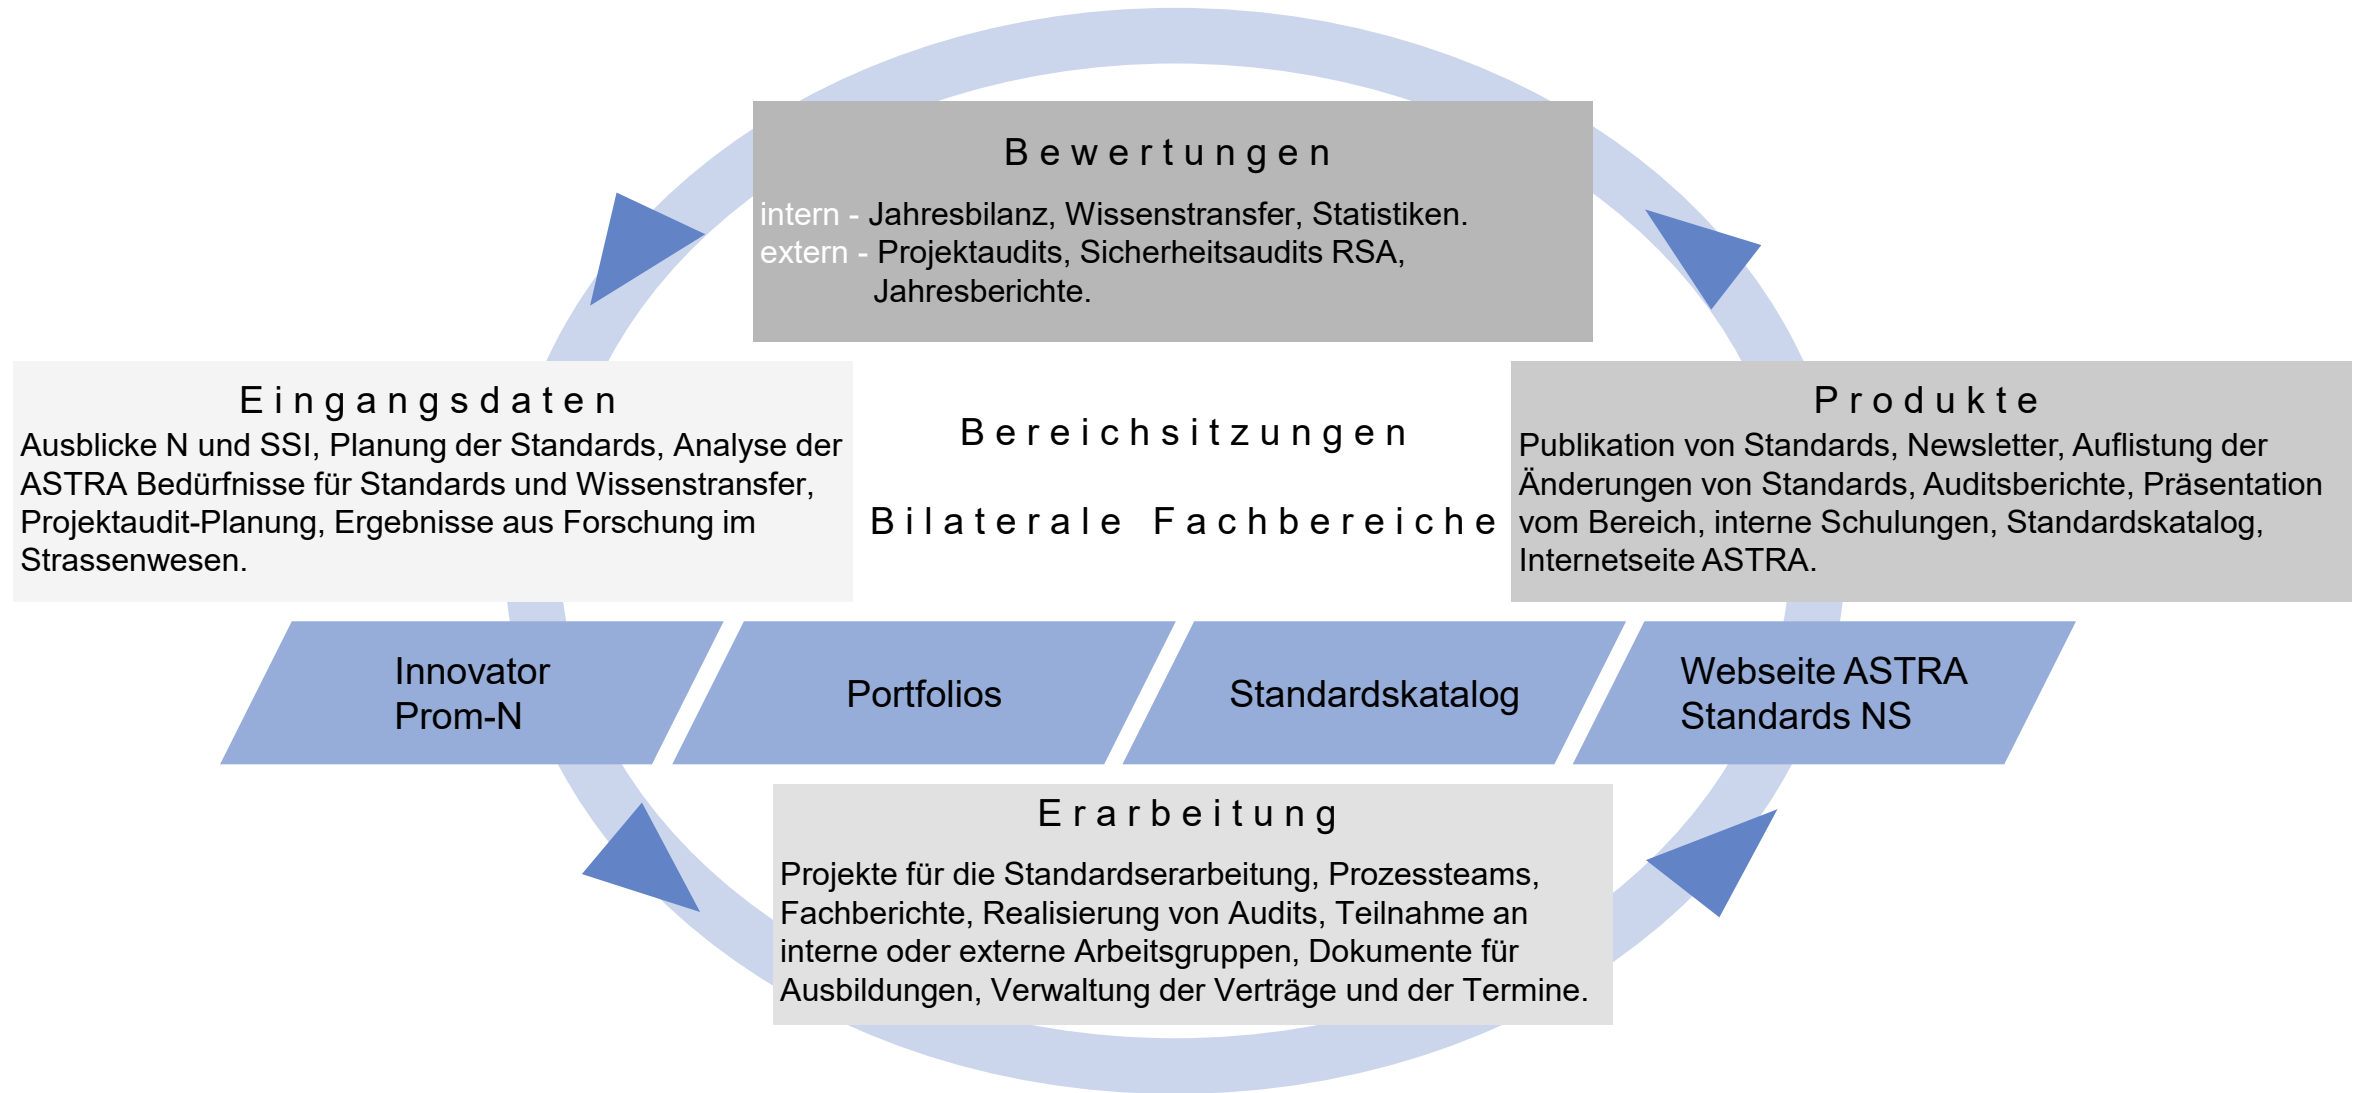 Bewertungen
intern - Jahresbilanz, Wissenstransfer, Statistiken.
extern - Projektaudits, Sicherheitsaudits RSA,
Jahresberichte.
Eingangsdaten
Ausblicke N und SSI, Planung der Standards, Analyse der
ASTRA Bedürfnisse für Standards und Wissenstransfer,
Projektaudit-Planung, Ergebnisse aus Forschung im
Strassenwesen.
Bereichsitzungen
Bilaterale Fachbereiche
Produkte
Publikation von Standards, Newsletter, Auflistung der
Änderungen von Standards, Auditsberichte, Präsentation
vom Bereich, interne Schulungen, Standardskatalog,
Internetseite ASTRA.
Innovator
Prom-N
Portfolios
Standardskatalog
Webseite ASTRA
Standards NS
Erarbeitung
Projekte für die Standardserarbeitung, Prozessteams,
Fachberichte, Realisierung von Audits, Teilnahme an
interne oder externe Arbeitsgruppen, Dokumente für
Ausbildungen, Verwaltung der Verträge und der Termine.